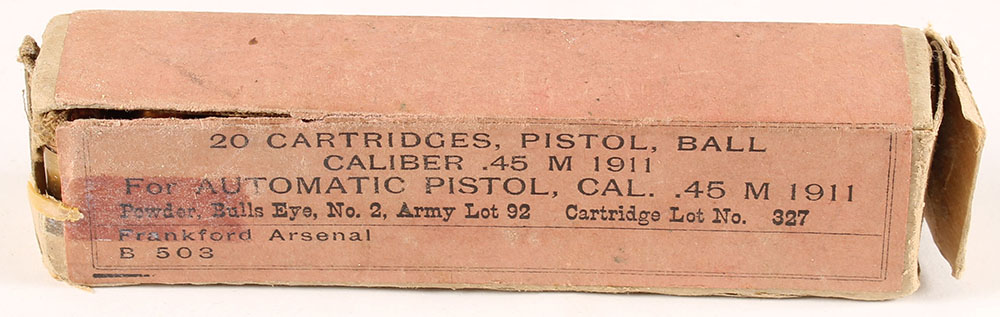 20 CARTRIDGES, PISTOL, BALL
CALIBER .45 M 1911
For AUTOMATIC PISTOL, CAL. .45 M 1911
Powder, Bulls Eye, No. 2, Army Lot 92 Cartridge Lot No. 327
Frankford Arsenal
B 503